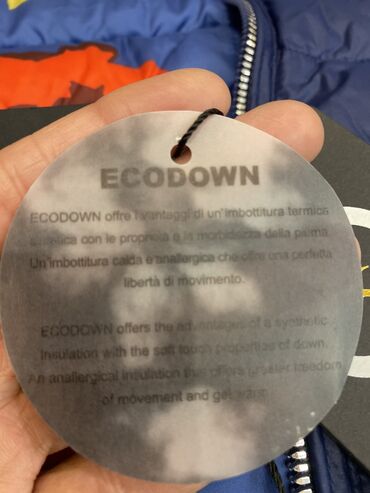 ECODOWN
ECODOWN offre i vantaggi di un'imbottitura termica
sintetica con le proprietà e la morbidezza della piuma.
Un'imbottitura calda e anallergica che offre una perfetta
libertà di movimento.
ECODOWN offers the advantages of a synthetic
insulation with the soft touch properties of down.
An anallergical insulation that offers greater freedom
of movement and